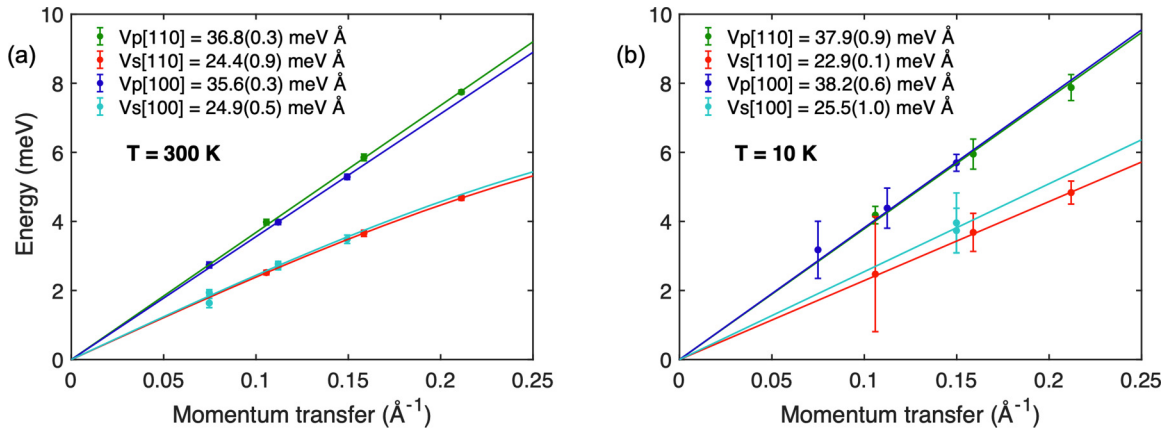 (a)
10
8
6
4
2
0
Energy (meV)
Vp[110] = 36.8(0.3) meV Å
Vs[110] = 24.4(0.9) meV Å
Vp[100] = 35.6(0.3) meV Å
Vs[100] = 24.9(0.5) meV Å
T = 300 K
0 0.05 0.1 0.15 0.2 0.25
Momentum transfer (Å⁻¹)
(b)
10
8
6
4
2
0
Vp[110] = 37.9(0.9) meV Å
Vs[110] = 22.9(0.1) meV Å
Vp[100] = 38.2(0.6) meV Å
Vs[100] = 25.5(1.0) meV Å
T = 10 K
0 0.05 0.1 0.15 0.2 0.25
Momentum transfer (Å⁻¹)